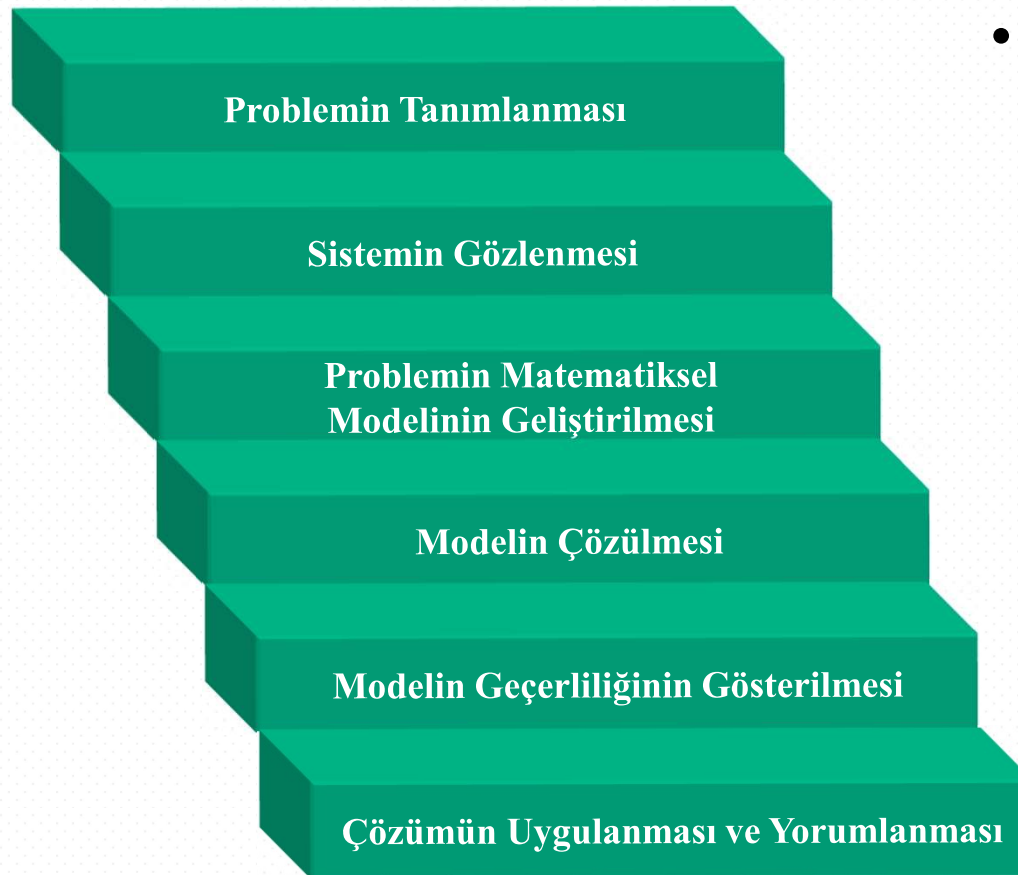 Problemin Tanımlanması
Sistemin Gözlenmesi
Problemin Matematiksel
Modelinin Geliştirilmesi
Modelin Çözülmesi
Modelin Geçerliliğinin Gösterilmesi
Çözümün Uygulanması ve Yorumlanması